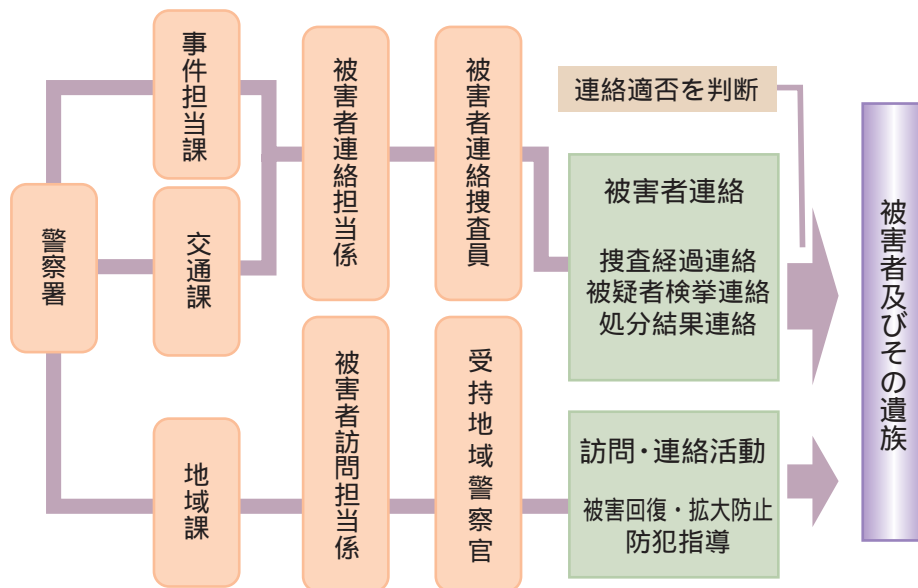 警察署
事件担当課
交通課
地域課
被害者連絡担当係
被害者訪問担当係
被害者連絡捜査員
受持地域警察官
連絡適否を判断
被害者連絡
捜査経過連絡
被疑者検挙連絡
処分結果連絡
訪問・連絡活動
被害回復・拡大防止
防犯指導
被害者及びその遺族